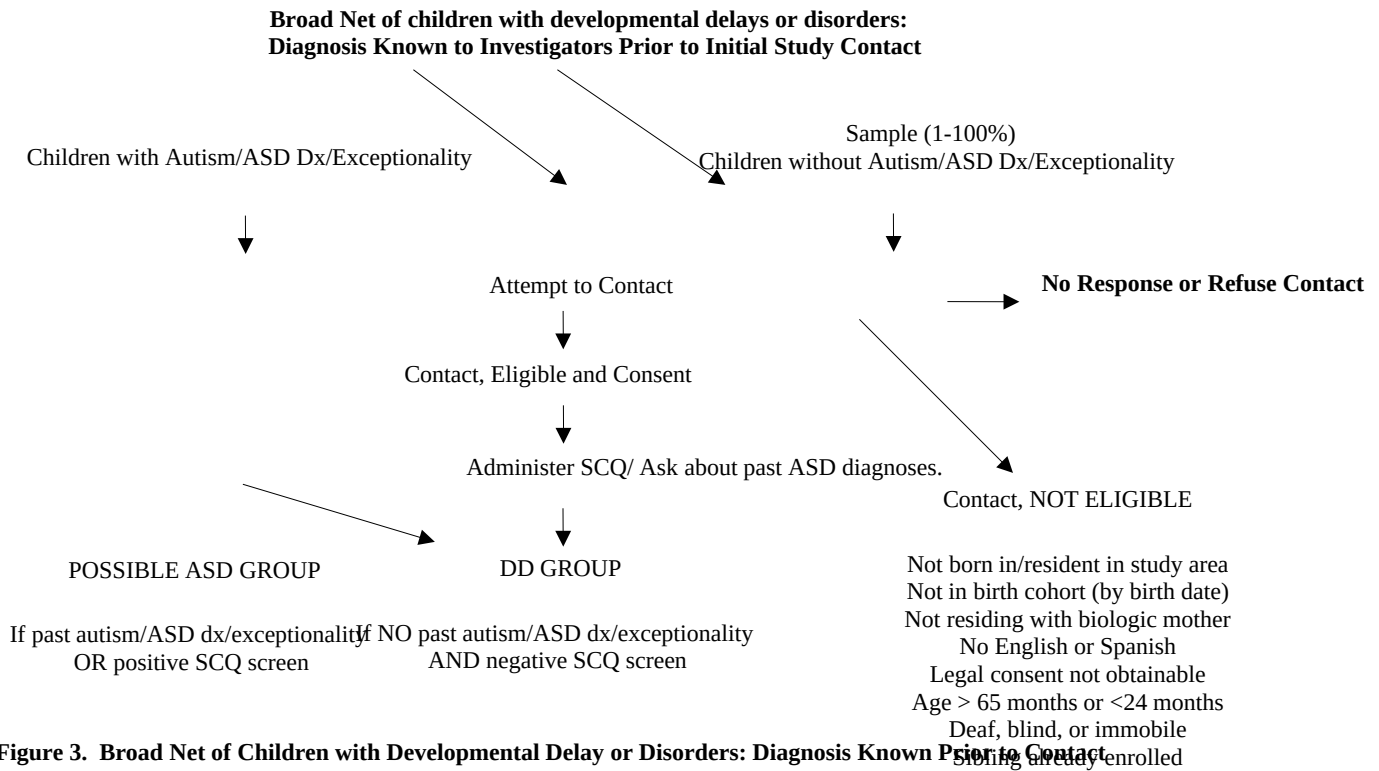 Broad Net of children with developmental delays or disorders:
Diagnosis Known to Investigators Prior to Initial Study Contact
Children with Autism/ASD Dx/Exceptionality
Sample (1-100%)
Children without Autism/ASD Dx/Exceptionality
Attempt to Contact
No Response or Refuse Contact
Contact, Eligible and Consent
Administer SCQ/ Ask about past ASD diagnoses.
POSSIBLE ASD GROUP
If past autism/ASD dx/exceptionality
OR positive SCQ screen
DD GROUP
If NO past autism/ASD dx/exceptionality
AND negative SCQ screen
Contact, NOT ELIGIBLE
Not born in/resident in study area
Not in birth cohort (by birth date)
Not residing with biologic mother
No English or Spanish
Legal consent not obtainable
Age > 65 months or <24 months
Deaf, blind, or immobile
Sibling already enrolled
Figure 3.  Broad Net of Children with Developmental Delay or Disorders: Diagnosis Known Prior to Contact